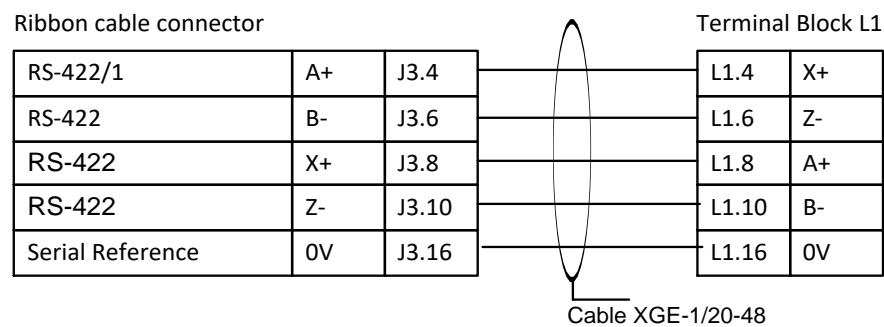 Ribbon cable connector Terminal Block L1
RS-422/1 A+ J3.4 L1.4 X+
RS-422 B- J3.6 L1.6 Z-
RS-422 X+ J3.8 L1.8 A+
RS-422 Z- J3.10 L1.10 B-
Serial Reference 0V J3.16 L1.16 0V
Cable XGE-1/20-48